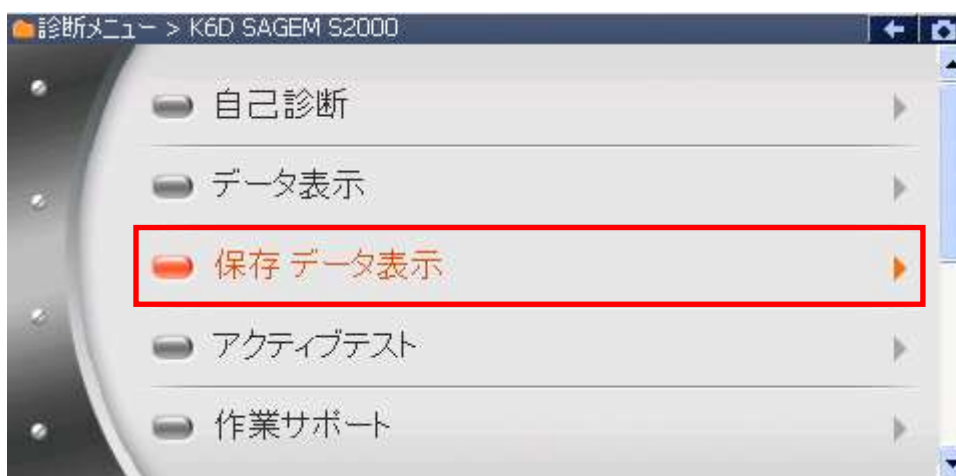 診断メニュー > K6D SAGEM S2000
自己診断
データ表示
保存 データ表示
アクティブテスト
作業サポート